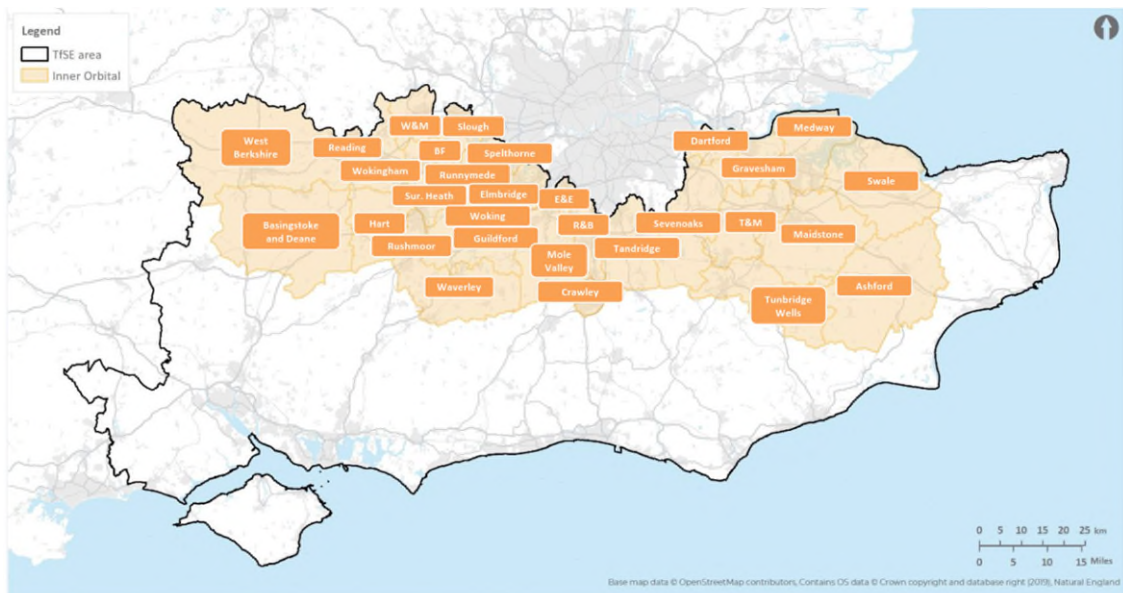 Legend
TfSE area
Inner Orbital
West
Berkshire
Reading
W&M
Slough
BF
Spelthorne
Wokingham
Runnymede
Sur. Heath
Elmbridge
E&E
Basingstoke
and Deane
Hart
Woking
Rushmoor
Guildford
R&B
Mole
Valley
Tandridge
Waverley
Crawley
Dartford
Medway
Gravesham
Swale
Sevenoaks
T&M
Maidstone
Tunbridge
Wells
Ashford
0 5 10 15 20 25 km
0 5 10 15 Miles
Base map data © OpenStreetMap contributors, Contains OS data © Crown copyright and database right (2019), Natural England